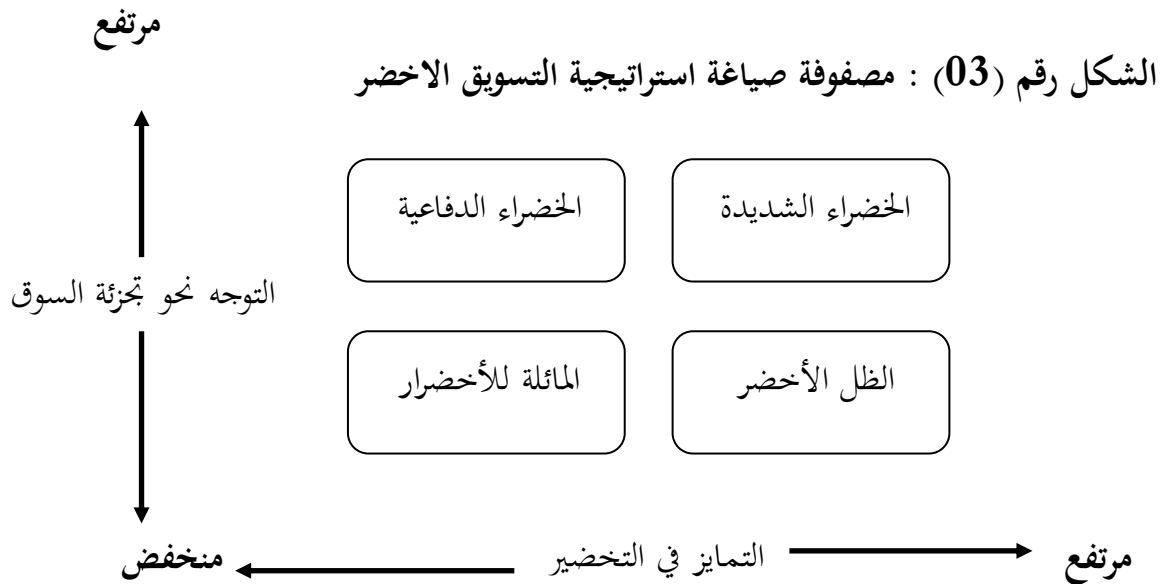 مرتفع
الشكل رقم (03) : مصفوفة صياغة استراتيجية التسويق الاخضر
الخضراء الشديدة
الخضراء الدفاعية
التوجه نحو تجزئة السوق
الظل الأخضر
المائلة للأخضرار
مرتفع
التمايز في التخضير
منخفض